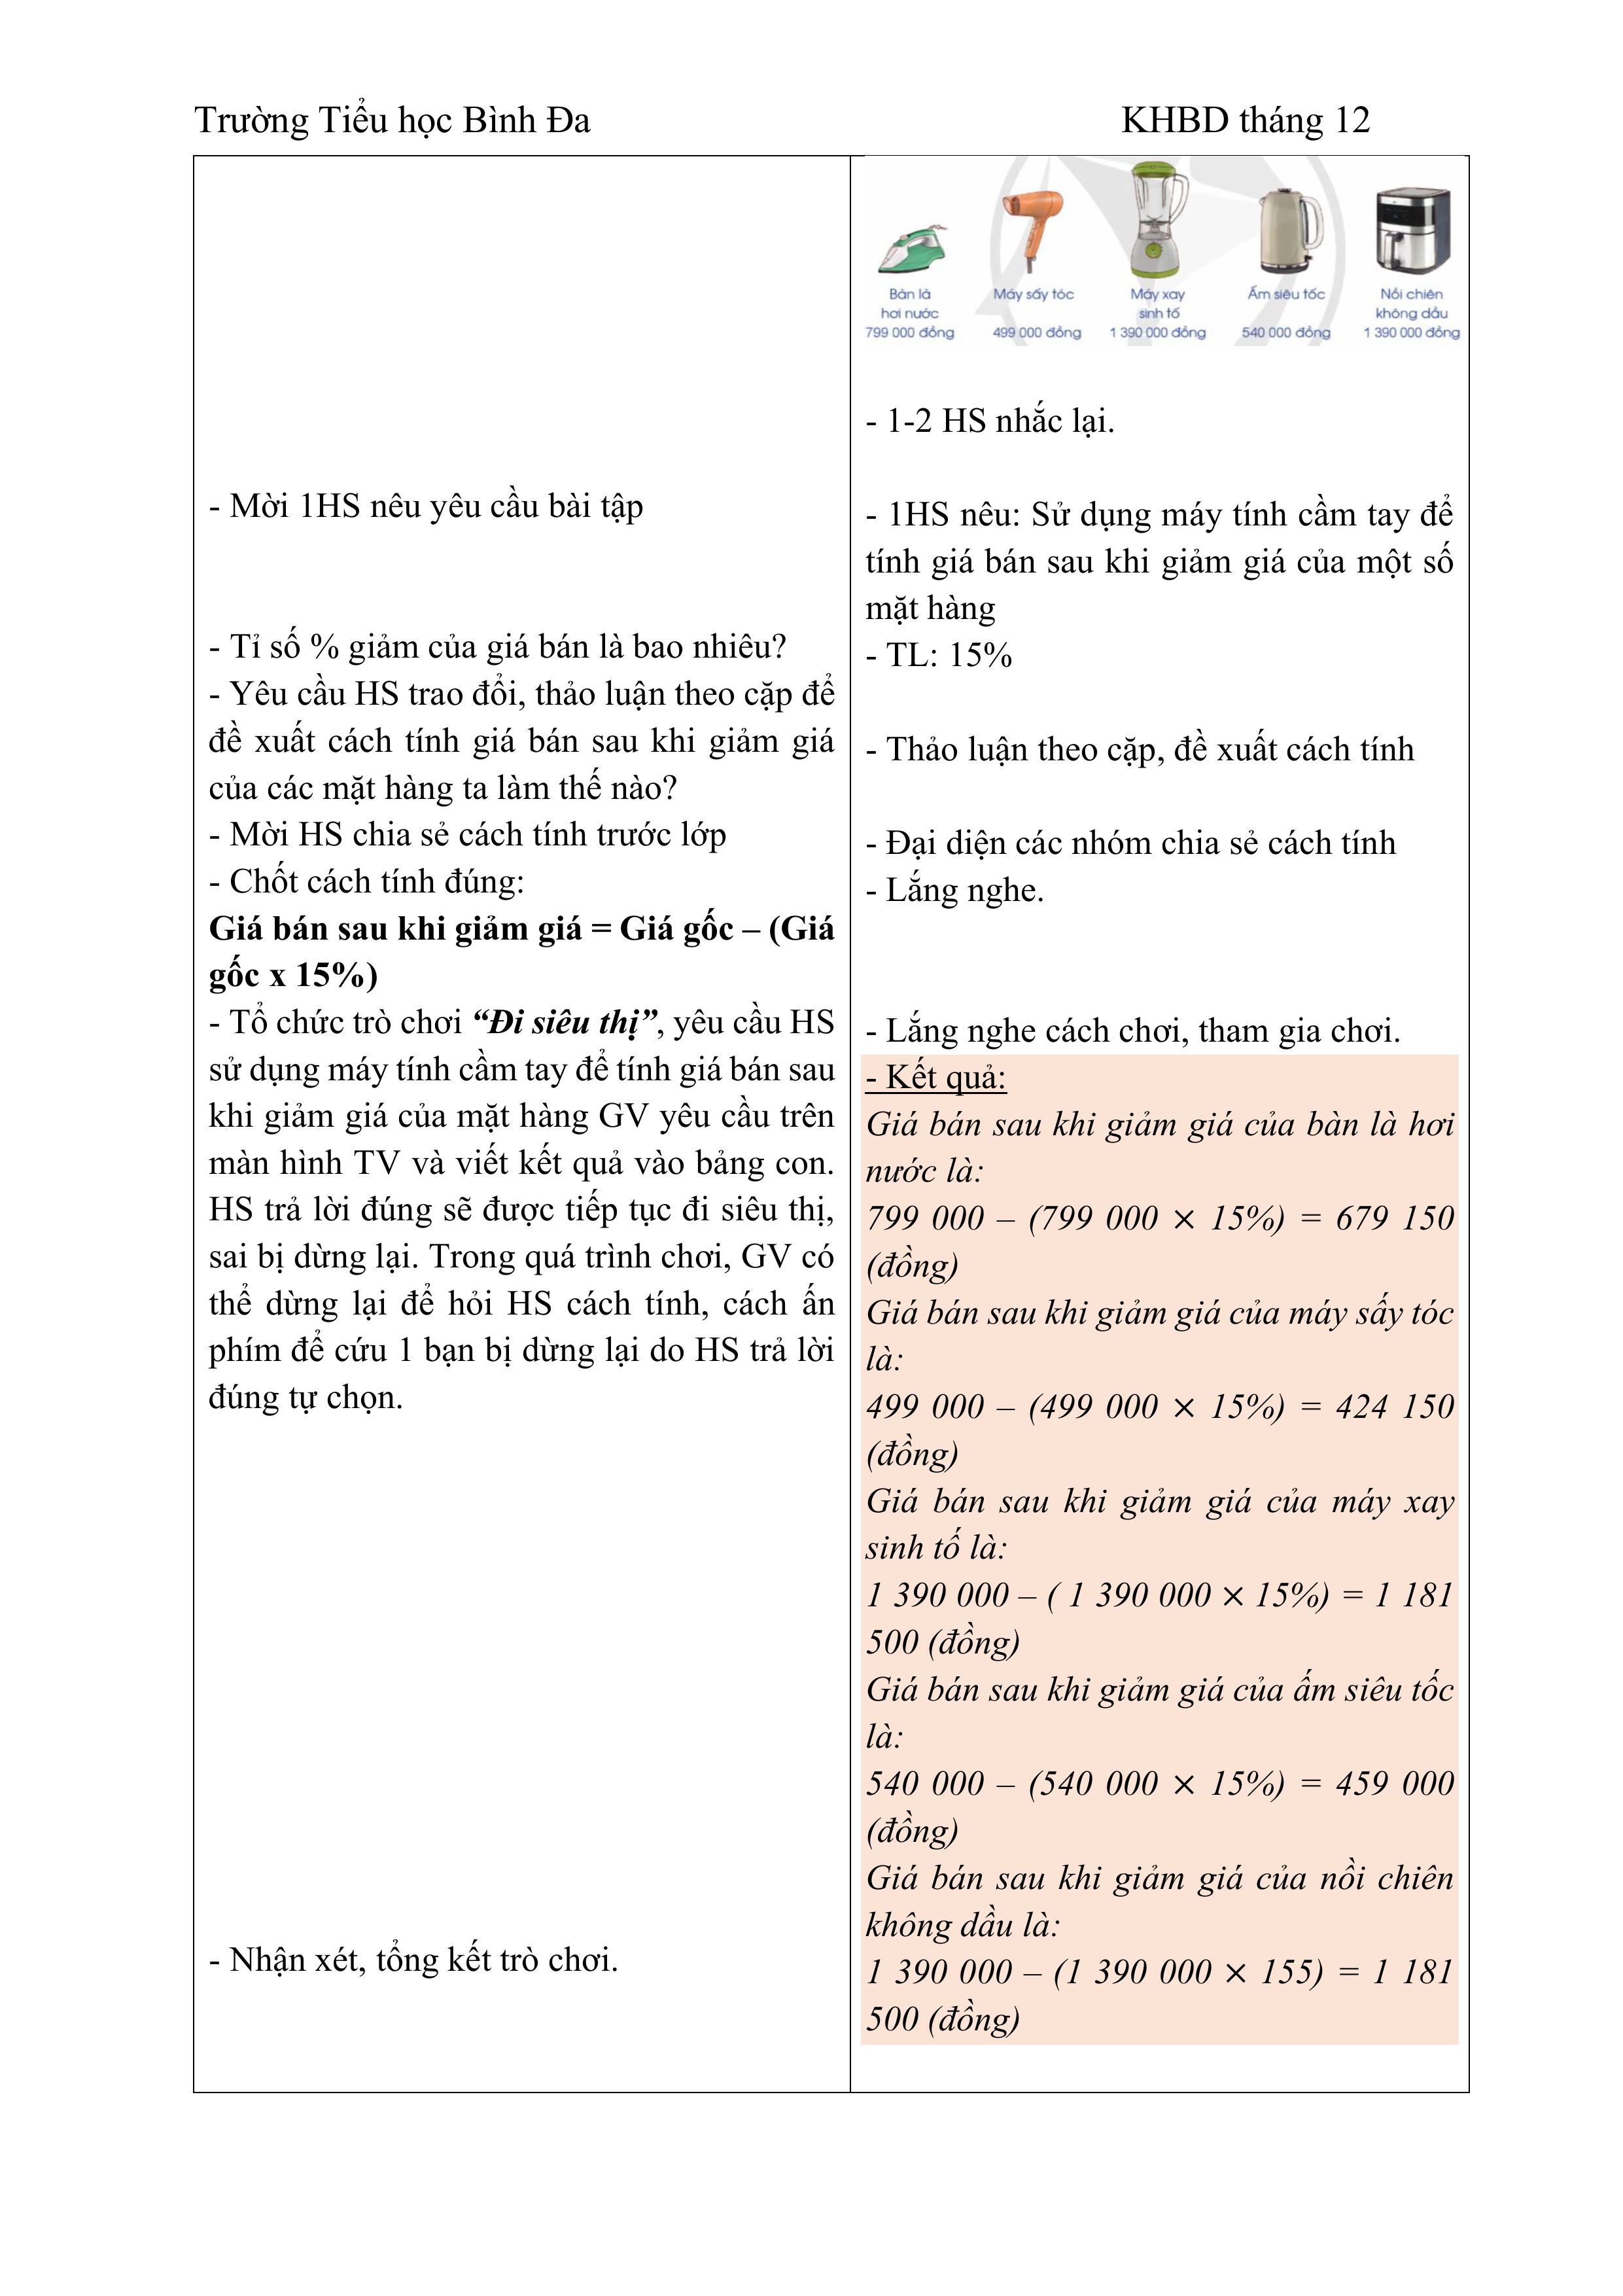 Trường Tiểu học Bình Đa KHBD tháng 12
Bàn là
hơi nước
799 000 đồng
Máy sấy tóc
499 000 đồng
Máy xay
sinh tố
1 390 000 đồng
Ấm siêu tốc
540 000 đồng
Nồi chiên
không dầu
1 390 000 đồng
- Mời 1HS nêu yêu cầu bài tập
- Tỉ số % giảm của giá bán là bao nhiêu?
- Yêu cầu HS trao đổi, thảo luận theo cặp để
đề xuất cách tính giá bán sau khi giảm giá
của các mặt hàng ta làm thế nào?
- Mời HS chia sẻ cách tính trước lớp
- Chốt cách tính đúng:
Giá bán sau khi giảm giá = Giá gốc – (Giá
gốc x 15%)
- Tổ chức trò chơi “Đi siêu thị”, yêu cầu HS
sử dụng máy tính cầm tay để tính giá bán sau
khi giảm giá của mặt hàng GV yêu cầu trên
màn hình TV và viết kết quả vào bảng con.
HS trả lời đúng sẽ được tiếp tục đi siêu thị,
sai bị dừng lại. Trong quá trình chơi, GV có
thể dừng lại để hỏi HS cách tính, cách ấn
phím để cứu 1 bạn bị dừng lại do HS trả lời
đúng tự chọn.
- Nhận xét, tổng kết trò chơi.
- 1-2 HS nhắc lại.
- 1HS nêu: Sử dụng máy tính cầm tay để
tính giá bán sau khi giảm giá của một số
mặt hàng
- TL: 15%
- Thảo luận theo cặp, đề xuất cách tính
- Đại diện các nhóm chia sẻ cách tính
- Lắng nghe.
- Lắng nghe cách chơi, tham gia chơi.
- Kết quả:
Giá bán sau khi giảm giá của bàn là hơi
nước là:
799 000 – (799 000 × 15%) = 679 150
(đồng)
Giá bán sau khi giảm giá của máy sấy tóc
là:
499 000 – (499 000 × 15%) = 424 150
(đồng)
Giá bán sau khi giảm giá của máy xay
sinh tố là:
1 390 000 – ( 1 390 000 × 15%) = 1 181
500 (đồng)
Giá bán sau khi giảm giá của ấm siêu tốc
là:
540 000 – (540 000 × 15%) = 459 000
(đồng)
Giá bán sau khi giảm giá của nồi chiên
không dầu là:
1 390 000 – (1 390 000 × 155) = 1 181
500 (đồng)